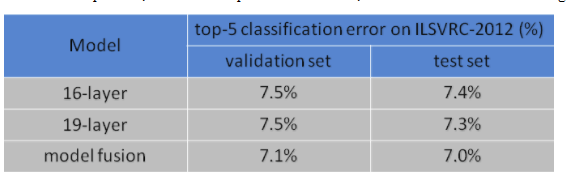 Model
top-5 classification error on ILSVRC-2012 (%)
validation set test set
16-layer 7.5% 7.4%
19-layer 7.5% 7.3%
model fusion 7.1% 7.0%